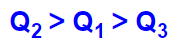 Q₂ > Q₁ > Q₃